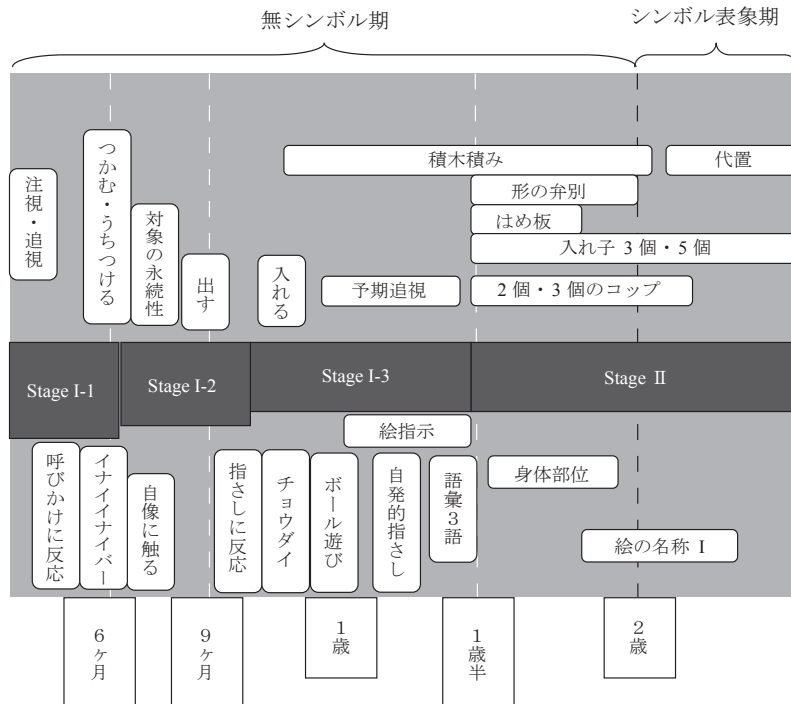 無シンボル期
シンボル表象期
積木積み
代置
つかむ・うちつける
注視・追視
形の弁別
対象の永続性
はめ板
入れ子 3 個・5 個
出す
入れる
予期追視
2 個・3 個のコップ
Stage I-1
Stage I-2
Stage I-3
Stage Ⅱ
絵指示
呼びかけに反応
イナイイナイバー
自像に触る
指さしに反応
チョウダイ
ボール遊び
自発的指さし
語彙３語
身体部位
絵の名称 I
６ヶ月
９ヶ月
１歳
１歳半
２歳